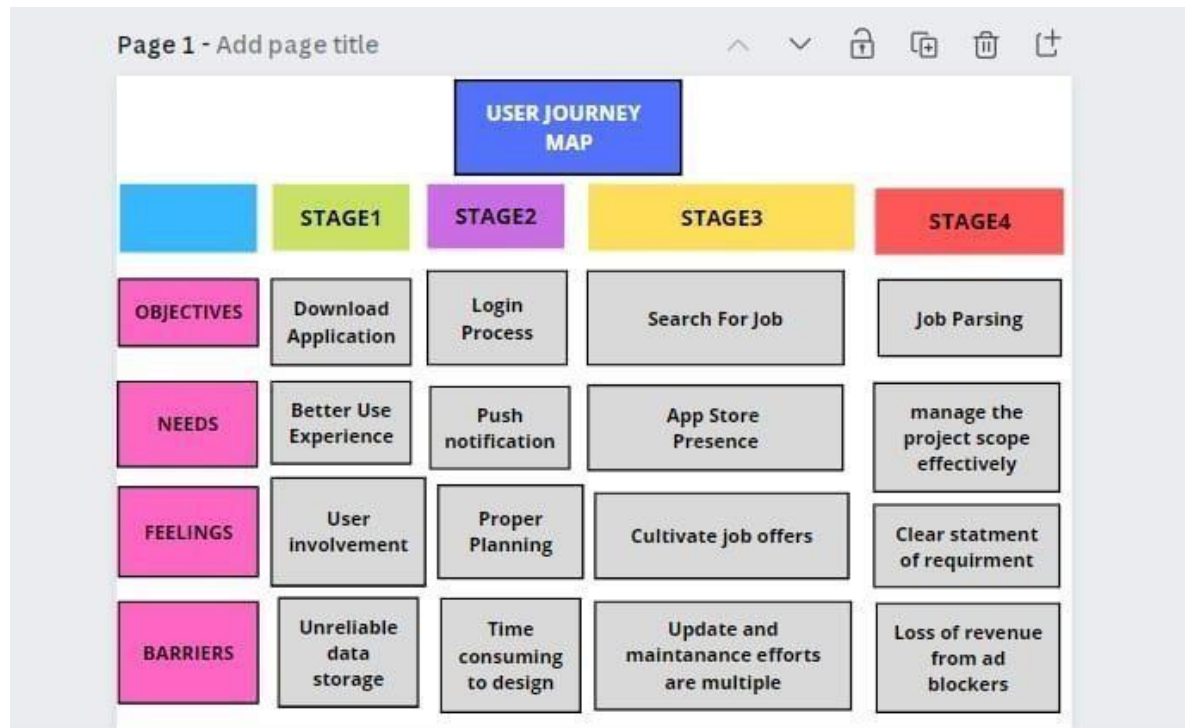 Page 1 - Add page title
USER JOURNEY
MAP
STAGE1
STAGE2
STAGE3
STAGE4
OBJECTIVES
Download
Application
Login
Process
Search For Job
Job Parsing
NEEDS
Better Use
Experience
Push
notification
App Store
Presence
manage the
project scope
effectively
FEELINGS
User
involvement
Proper
Planning
Cultivate job offers
Clear statment
of requirment
BARRIERS
Unreliable
data
storage
Time
consuming
to design
Update and
maintanance efforts
are multiple
Loss of revenue
from ad
blockers